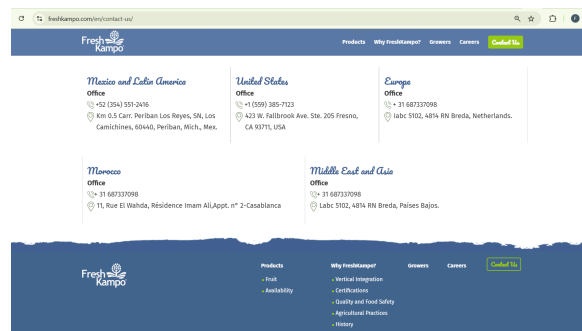 freshkampo.com/en/contact-us/
Fresh
Kampo
Products Why FreshKampo? Growers Careers Contact Us
Mexico and Latin America
Office
+52 (354) 551-2416
Km 0.5 Carr. Periban Los Reyes, SN, Los
Camichines, 60440, Periban, Mich., Mex.
United States
Office
+1 (559) 385-7123
423 W. Fallbrook Ave. Ste. 205 Fresno,
CA 93711, USA
Europe
Office
+ 31 687337098
Iabc 5102, 4814 RN Breda, Netherlands.
Morocco
Office
+ 31 687337098
11, Rue El Wahda, Résidence Imam Ali,Appt. n° 2-Casablanca
Middle East and Asia
Office
+ 31 687337098
Labc 5102, 4814 RN Breda, Países Bajos.
Fresh
Kampo
Products
Fruit
Availability
Why FreshKampo?
Vertical Integration
Certifications
Quality and Food Safety
Agricultural Practices
History
Growers
Careers
Contact Us